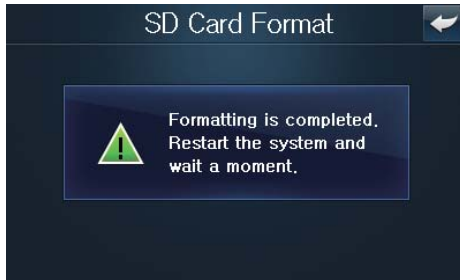 SD Card Format
Formatting is completed.
Restart the system and
wait a moment.